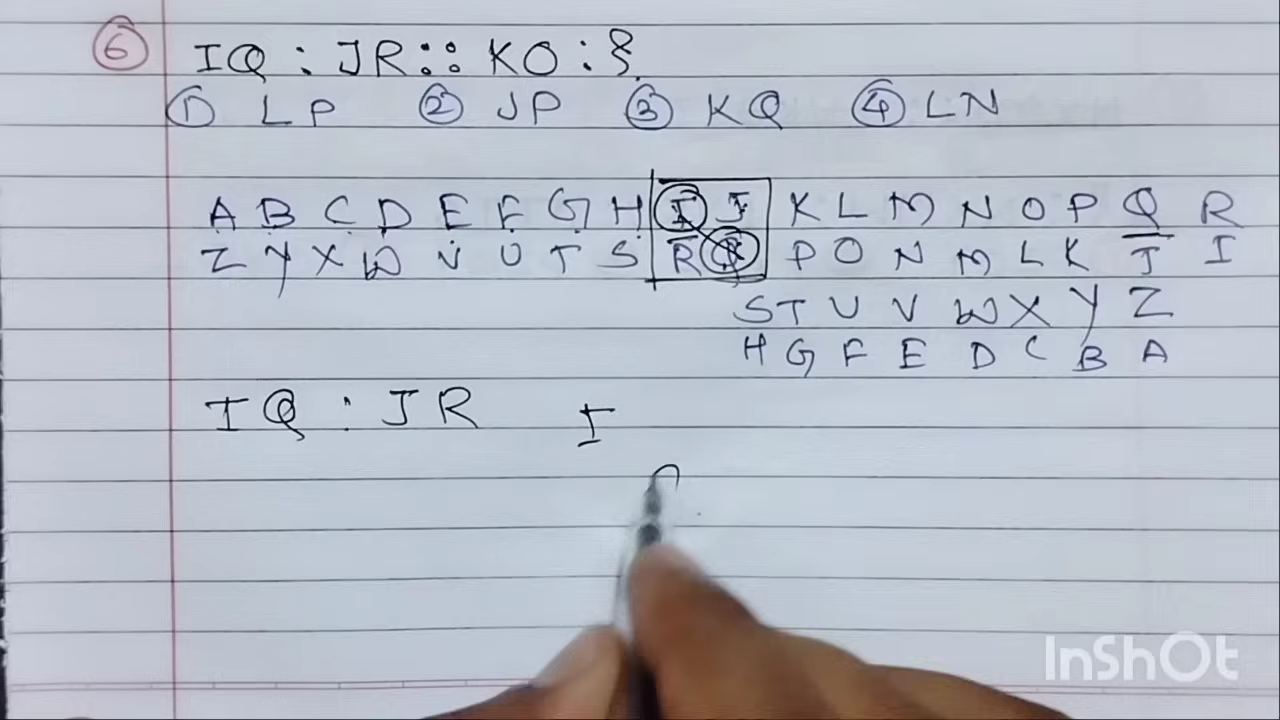 ⑥ IQ : JR :: KO : ?
① LP ② JP ③ KQ ④ LN
A B C D E F G H I J K L M N O P Q R
Z Y X W V U T S R Q P O N M L K J I
S T U V W X Y Z
H G F E D C B A
IQ : JR I
InShOt